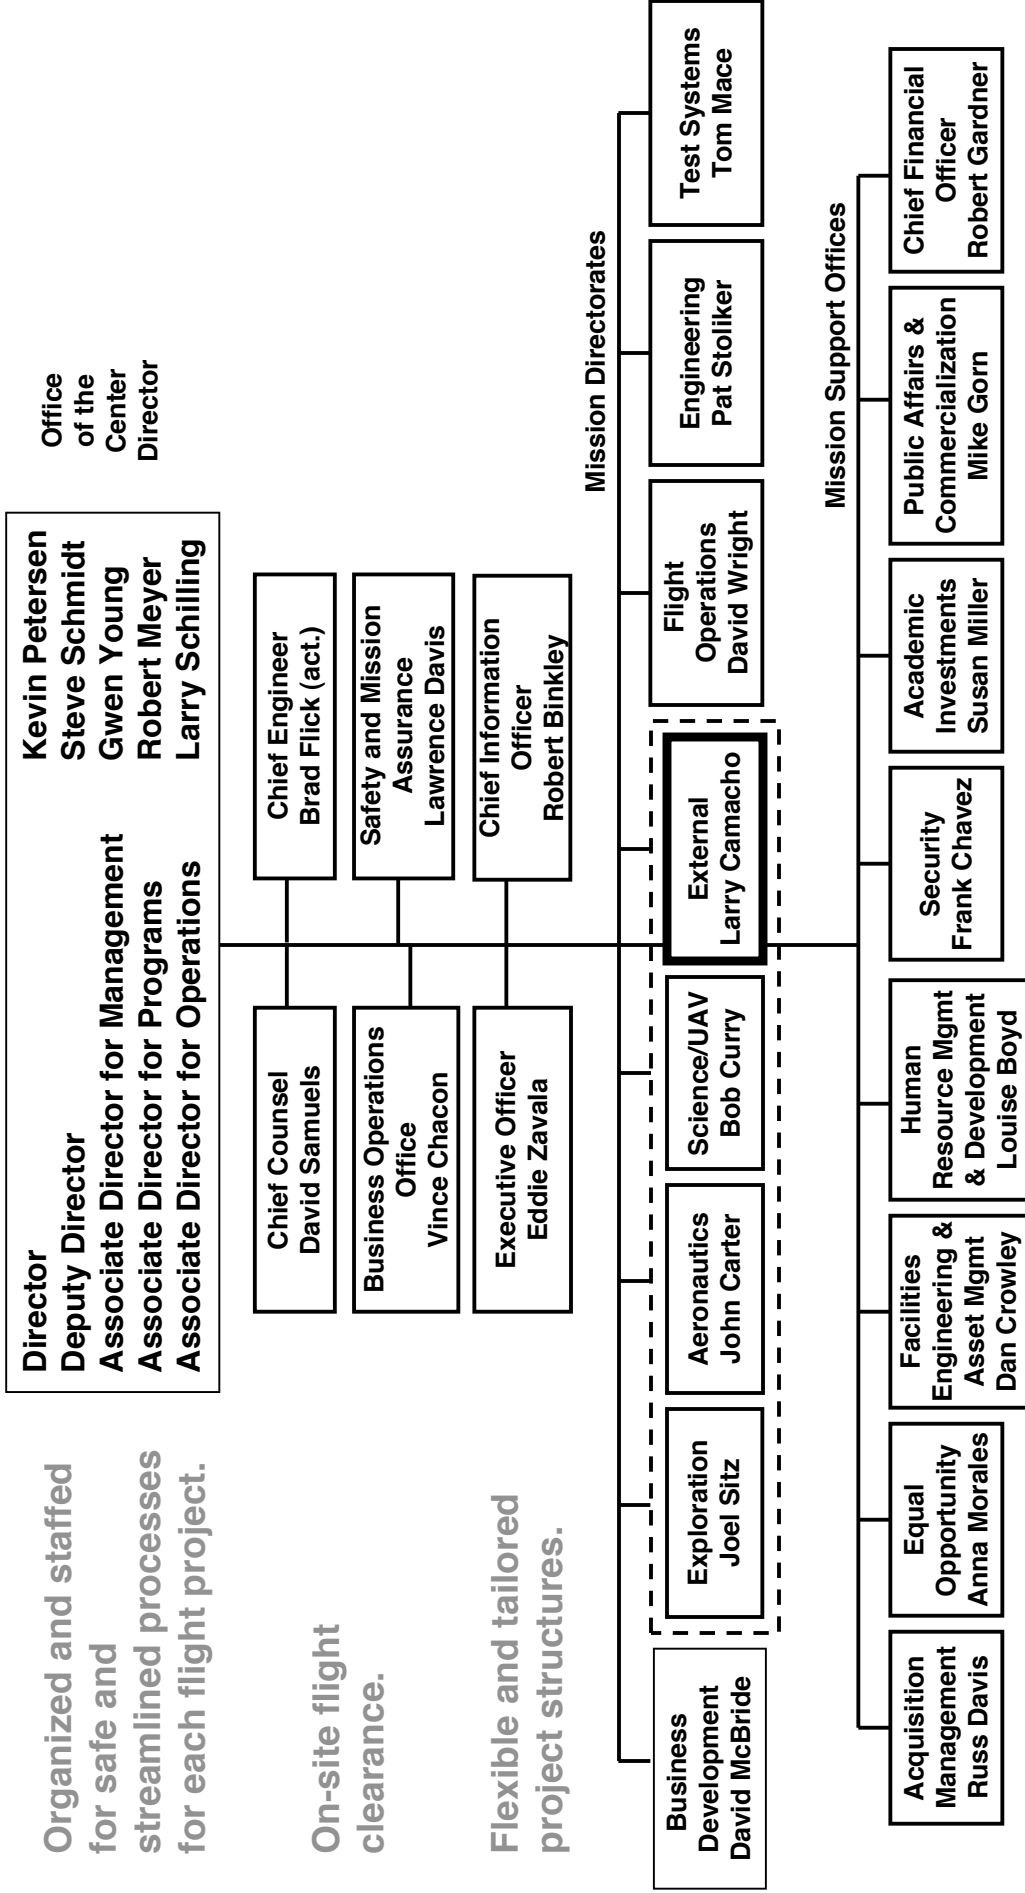 Organized and staffed
for safe and
streamlined processes
for each flight project.
On-site flight
clearance.
Flexible and tailored
project structures.
Director Kevin Petersen
Deputy Director Steve Schmidt
Associate Director for Management Gwen Young
Associate Director for Programs Robert Meyer
Associate Director for Operations Larry Schilling
Office
of the
Center
Director
Chief Counsel
David Samuels
Chief Engineer
Brad Flick (act.)
Business Operations
Office
Vince Chacon
Safety and Mission
Assurance
Lawrence Davis
Executive Officer
Eddie Zavala
Chief Information
Officer
Robert Binkley
Mission Directorates
Business
Development
David McBride
Exploration
Joel Sitz
Aeronautics
John Carter
Science/UAV
Bob Curry
External
Larry Camacho
Flight
Operations
David Wright
Engineering
Pat Stoliker
Test Systems
Tom Mace
Mission Support Offices
Acquisition
Management
Russ Davis
Equal
Opportunity
Anna Morales
Facilities
Engineering &
Asset Mgmt
Dan Crowley
Human
Resource Mgmt
& Development
Louise Boyd
Security
Frank Chavez
Academic
Investments
Susan Miller
Public Affairs &
Commercialization
Mike Gorn
Chief Financial
Officer
Robert Gardner